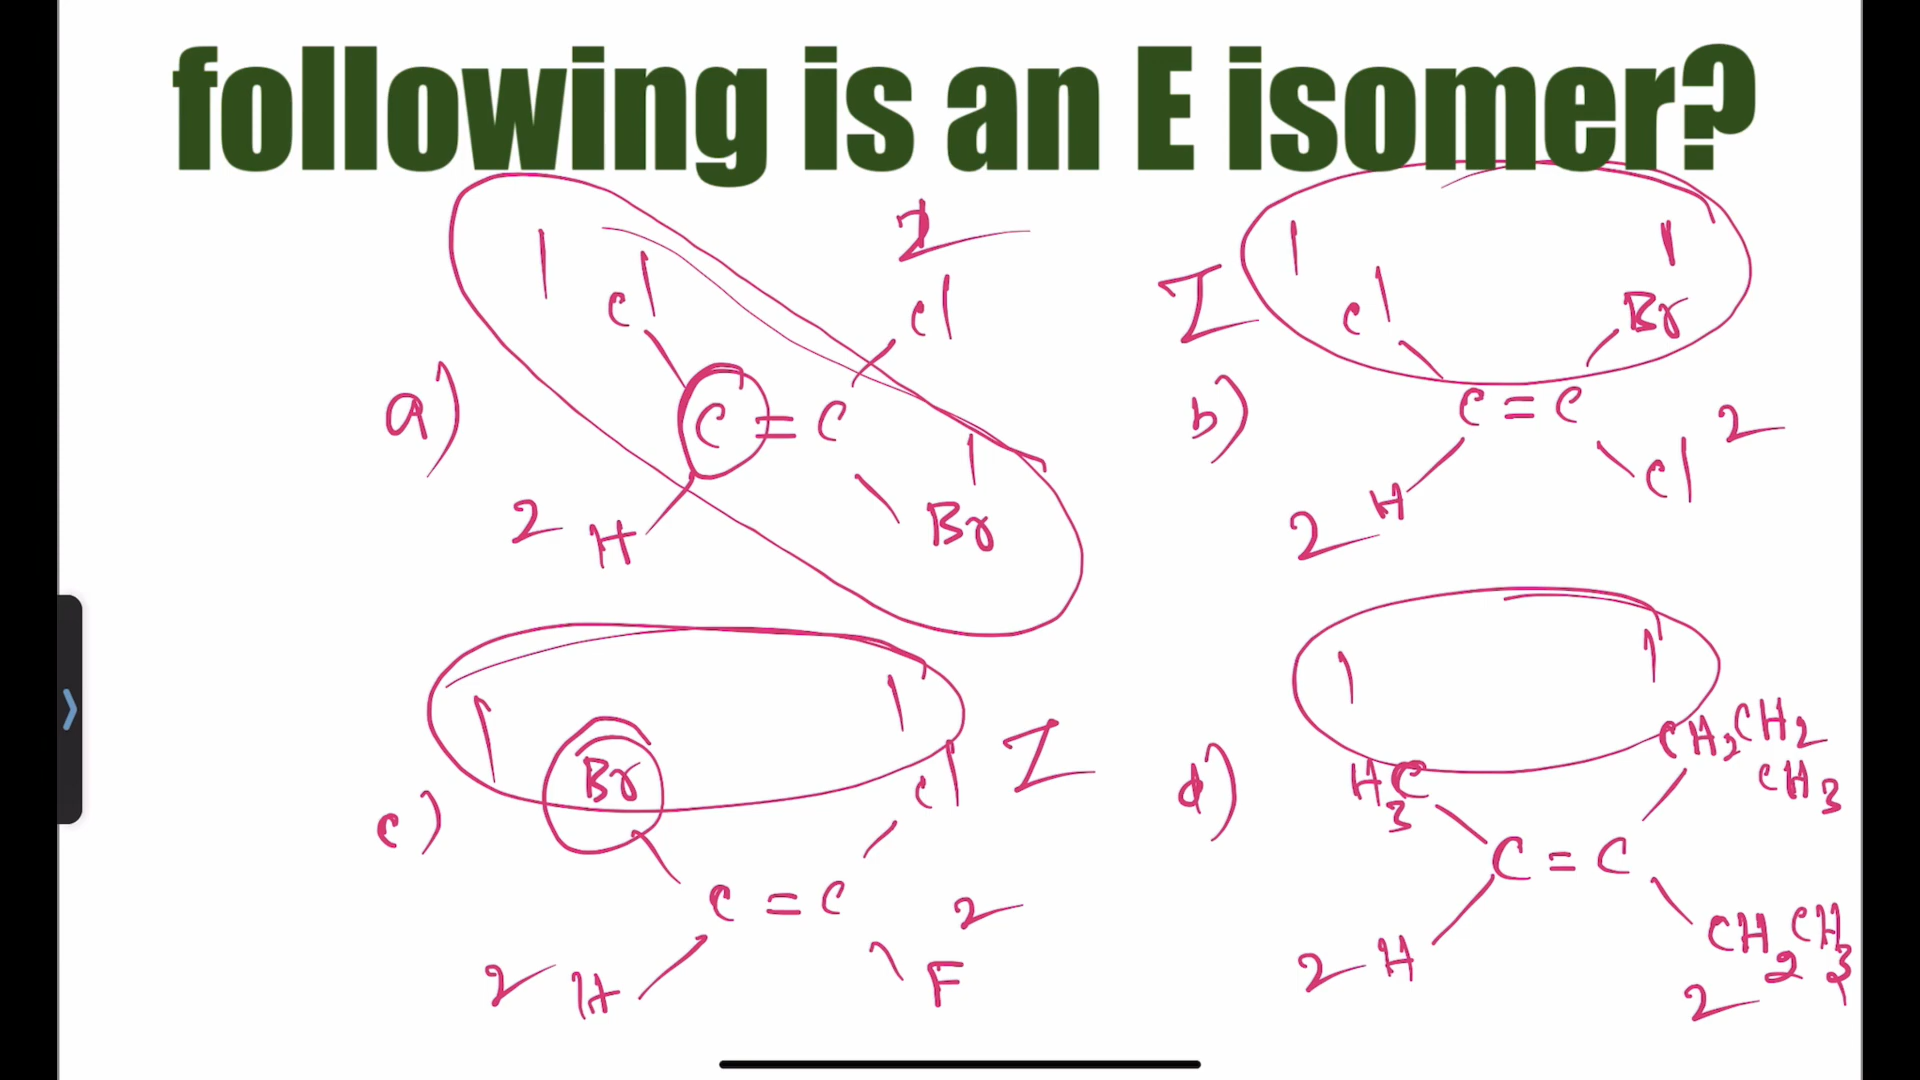 following is an E isomer?
1 1 2
cl cl
a) C = C
1
2 H Br
1 1
Z cl Br
b) C = C 2
2 H Cl
1 1
Br cl Z
c) C = C
2 H F 2
1 1
H3C CH2CH2
CH3
d) C = C
2 H CH2CH3
2